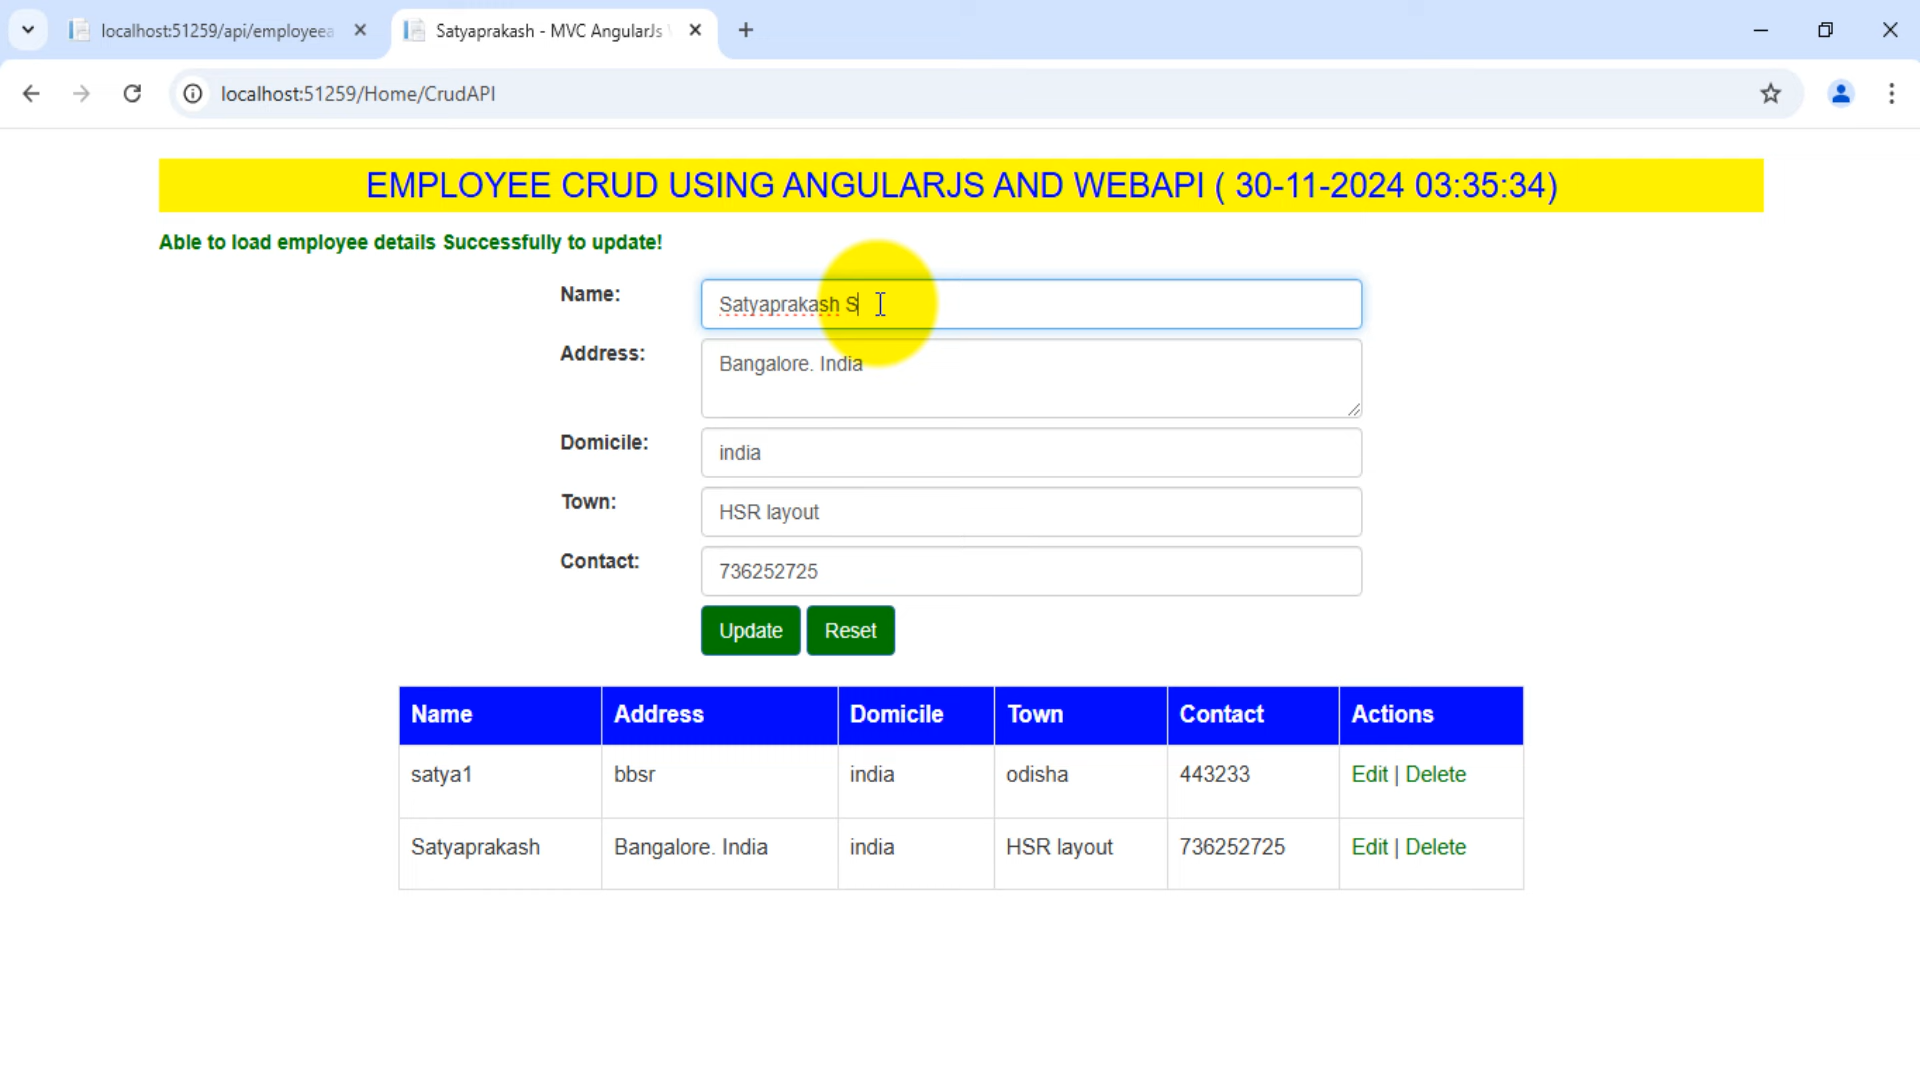 localhost:51259/api/employeea
Satyaprakash - MVC AngularJs
localhost:51259/Home/CrudAPI
EMPLOYEE CRUD USING ANGULARJS AND WEBAPI ( 30-11-2024 03:35:34)
Able to load employee details Successfully to update!
Name: Satyaprakash S
Address: Bangalore. India
Domicile: india
Town: HSR layout
Contact: 736252725
Update Reset
Name Address Domicile Town Contact Actions
satya1 bbsr india odisha 443233 Edit | Delete
Satyaprakash Bangalore. India india HSR layout 736252725 Edit | Delete